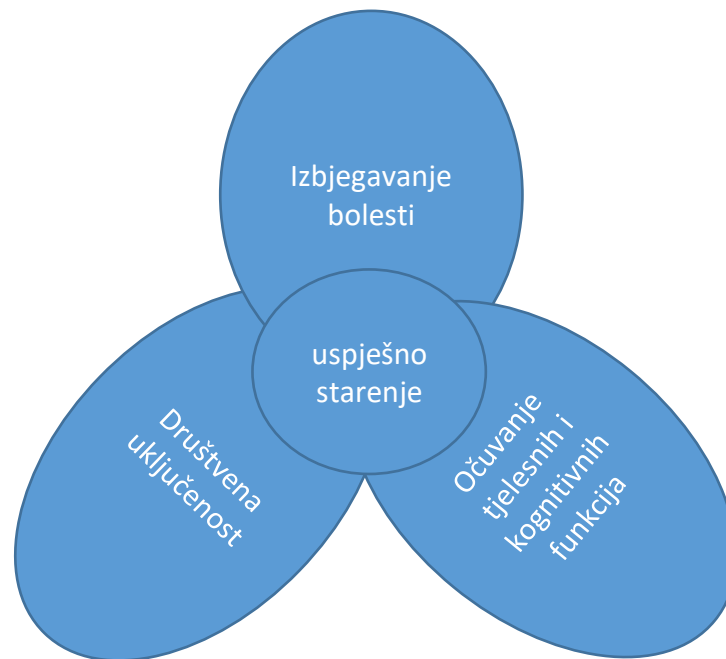 Izbjegavanje
bolesti
uspješno
starenje
Društvena
uključenost
Očuvanje
tjelesnih i
kognitivnih
funkcija